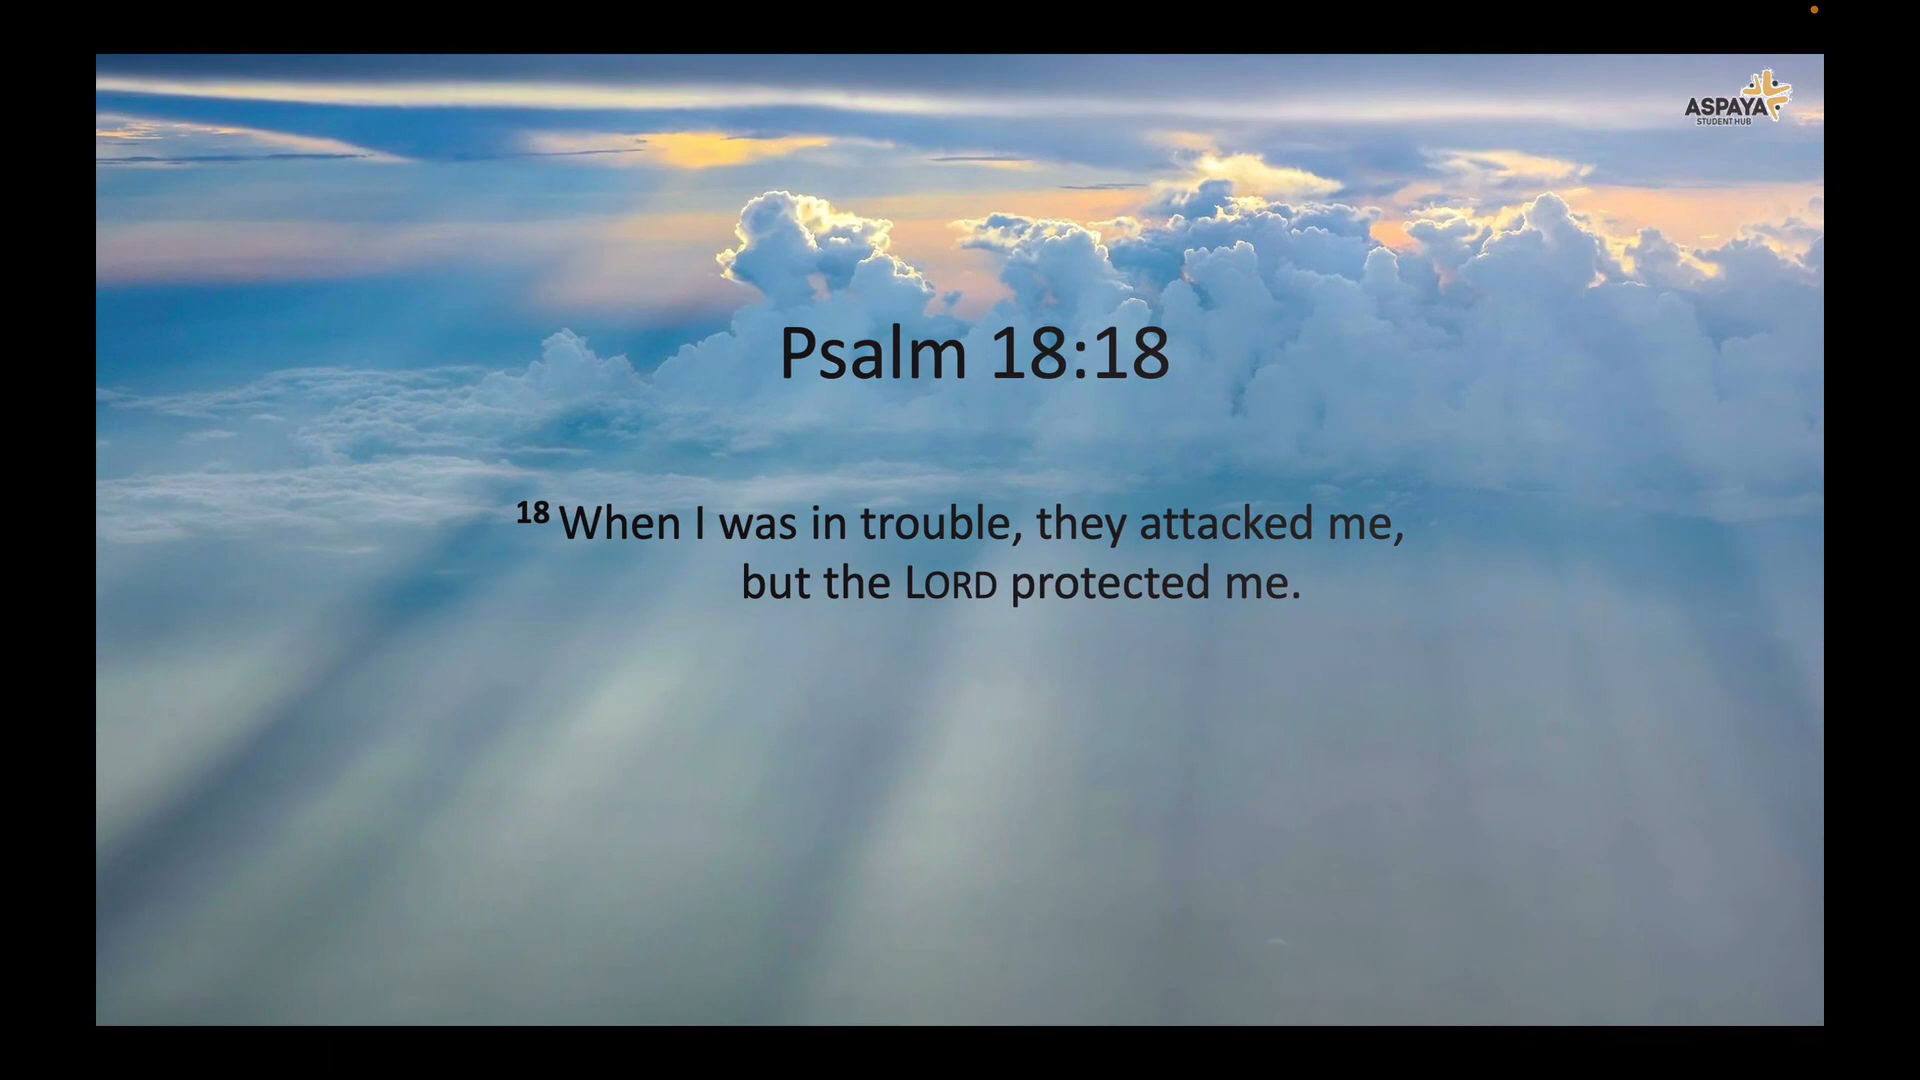 ASPAYA
STUDENT HUB
Psalm 18:18
18 When I was in trouble, they attacked me,
but the LORD protected me.